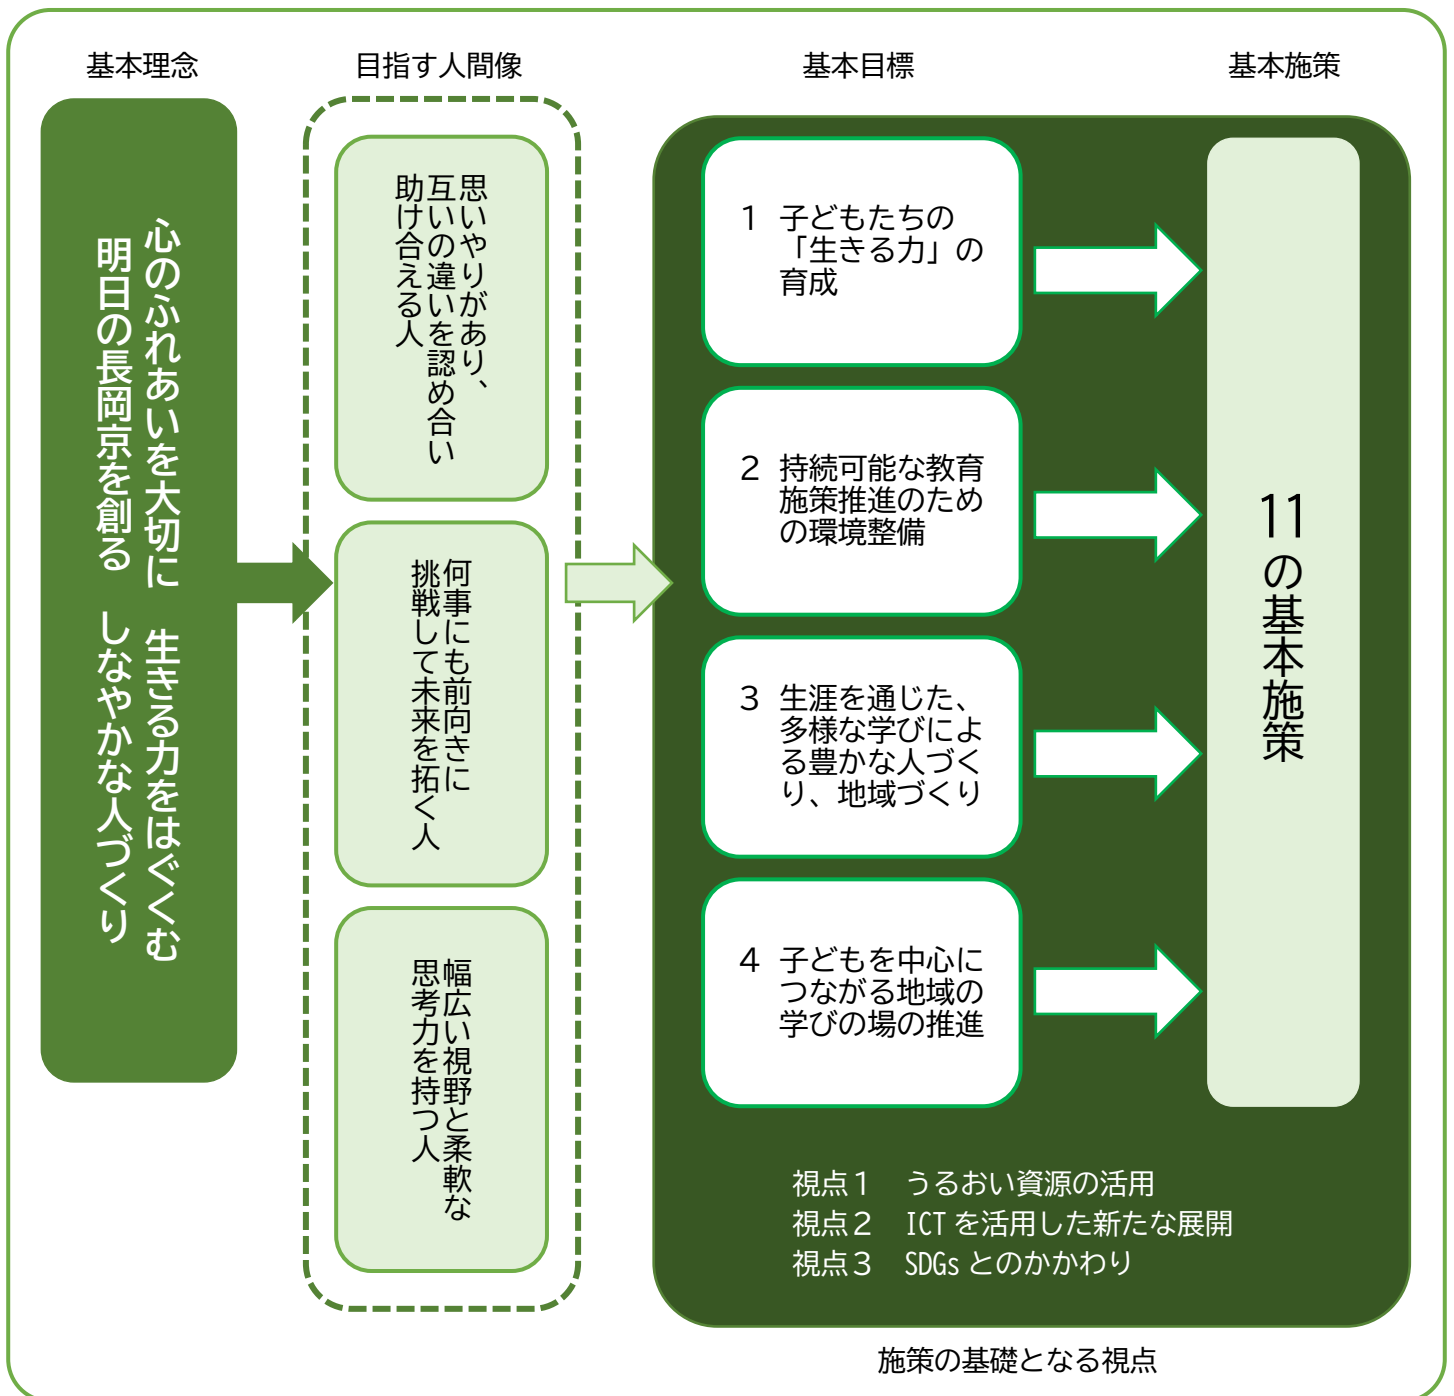 基本理念
目指す人間像
基本目標
基本施策
心のふれあいを大切に　生きる力をはぐくむ
明日の長岡京を創る　しなやかな人づくり
思いやりがあり、
互いの違いを認め合い
助け合える人
何事にも前向きに
挑戦して未来を拓く人
幅広い視野と柔軟な
思考力を持つ人
1 子どもたちの
「生きる力」の
育成
2 持続可能な教育
施策推進のため
の環境整備
3 生涯を通じた、
多様な学びによ
る豊かな人づく
り、地域づくり
4 子どもを中心に
つながる地域の
学びの場の推進
11の基本施策
視点１　うるおい資源の活用
視点２　ICTを活用した新たな展開
視点３　SDGsとのかかわり
施策の基礎となる視点